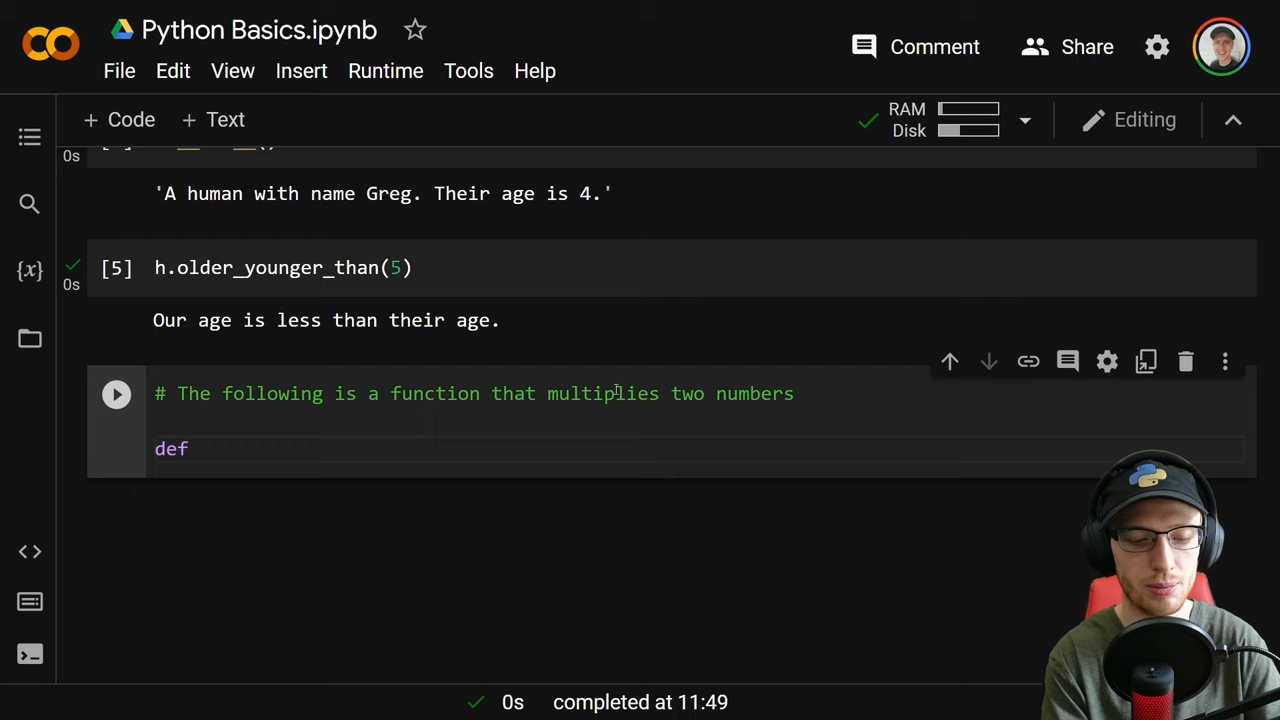 Python Basics.ipynb
Comment
Share
File Edit View Insert Runtime Tools Help
+ Code + Text
RAM
Disk
Editing
0s
'A human with name Greg. Their age is 4.'
[5] h.older_younger_than(5)
0s
Our age is less than their age.
# The following is a function that multiplies two numbers
def
{x}
0s completed at 11:49